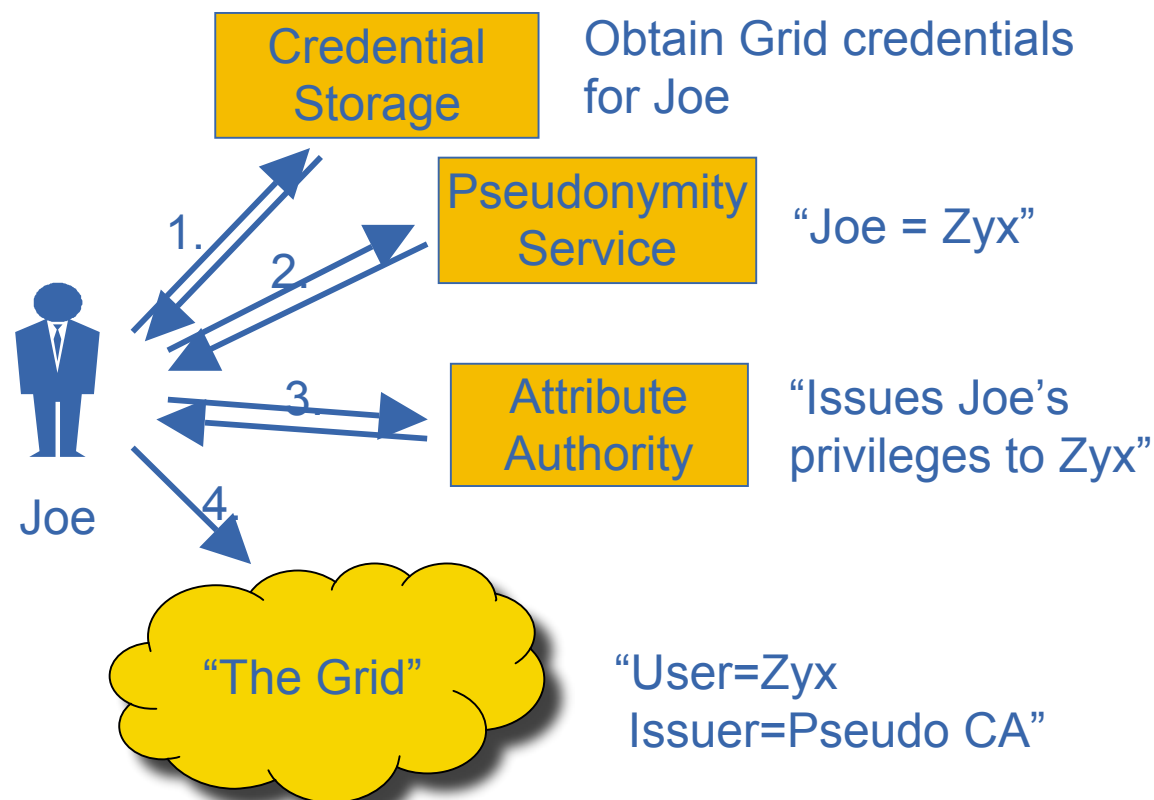 Credential
Storage
Obtain Grid credentials
for Joe
1.
Pseudonymity
Service
“Joe = Zyx”
2.
3.
Attribute
Authority
“Issues Joe’s
privileges to Zyx”
Joe
4.
“The Grid”
“User=Zyx
Issuer=Pseudo CA”